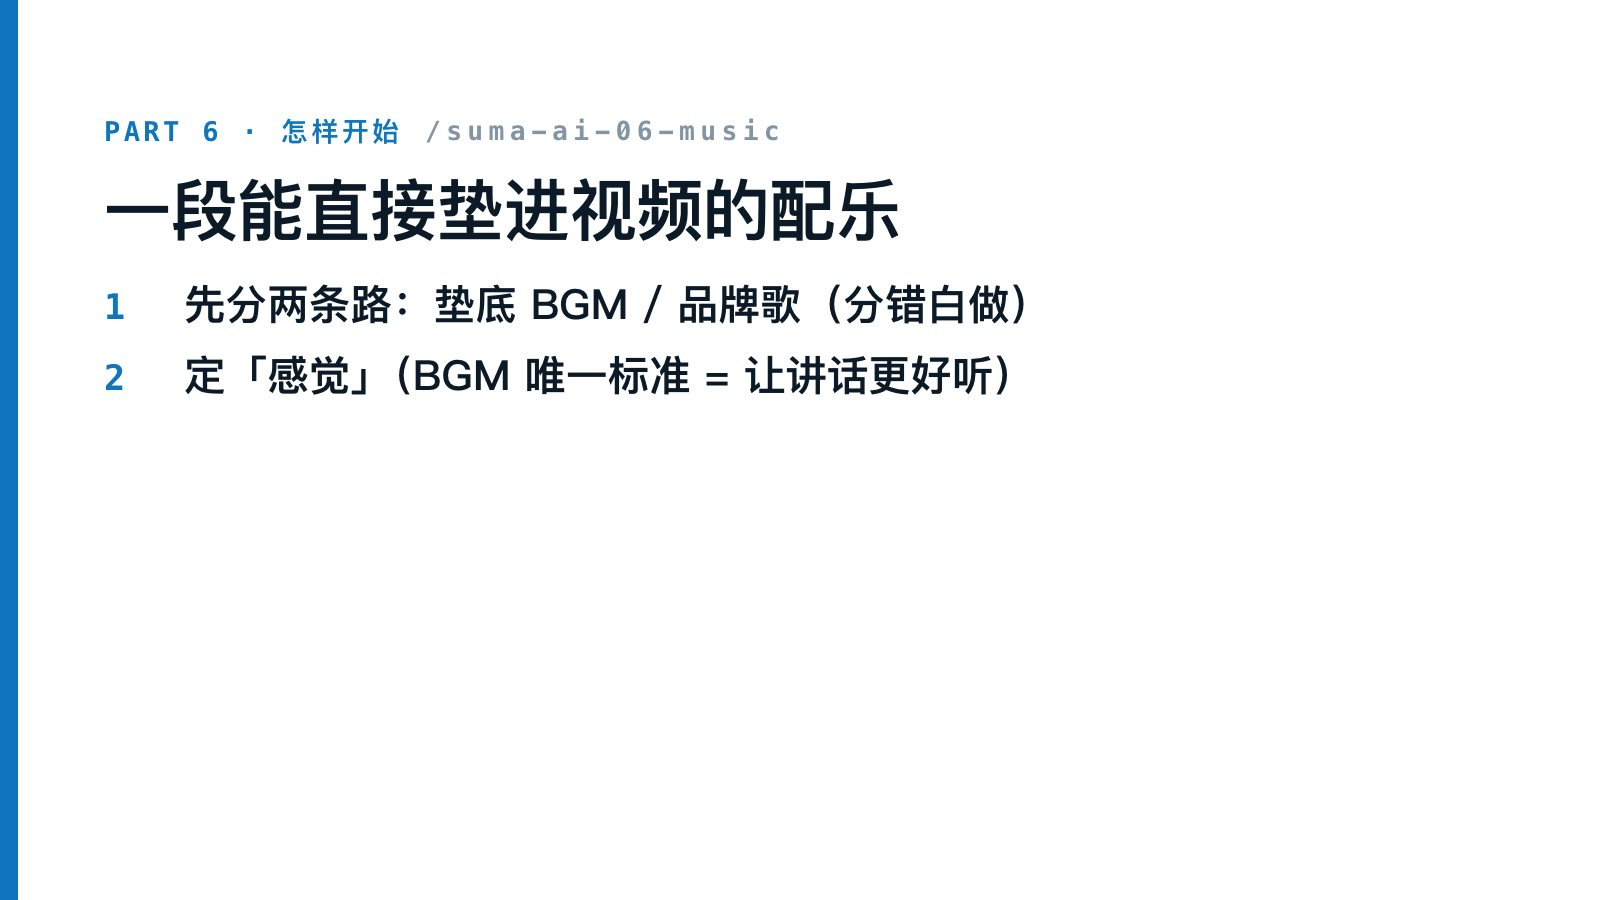 PART 6 · 怎样开始 /suma-ai-06-music
一段能直接垫进视频的配乐
1 先分两条路：垫底 BGM / 品牌歌（分错白做）
2 定「感觉」（BGM 唯一标准 = 让讲话更好听）